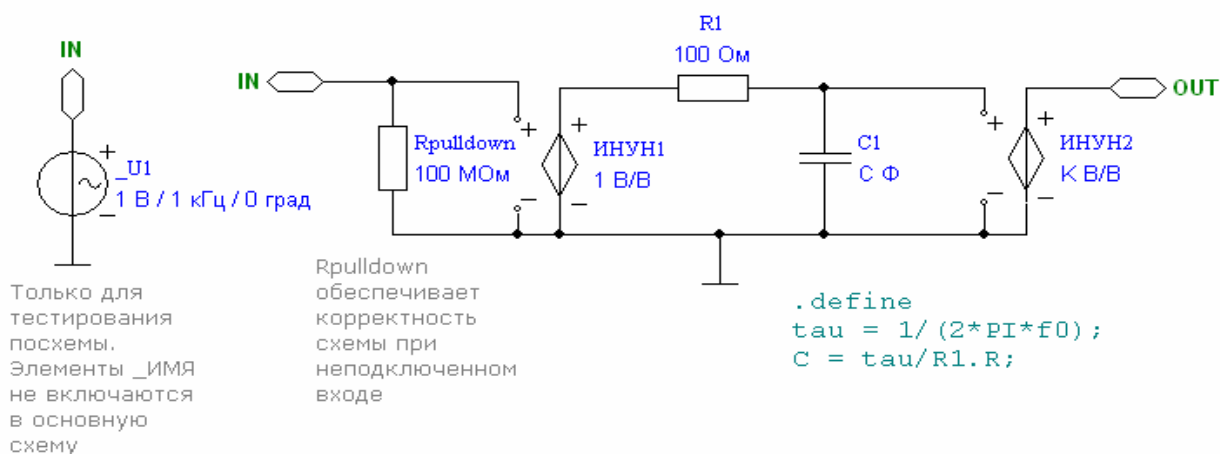 IN
_U1
1 В / 1 кГц / 0 град
Только для
тестирования
посхемы.
Элементы _ИМЯ
не включаются
в основную
схему
IN
Rpulldown
100 МОм
Rpulldown
обеспечивает
корректность
схемы при
неподключенном
входе
ИНУН1
1 В/В
R1
100 Ом
C1
C Ф
ИНУН2
K В/В
OUT
.define
tau = 1/(2*PI*f0);
C = tau/R1.R;